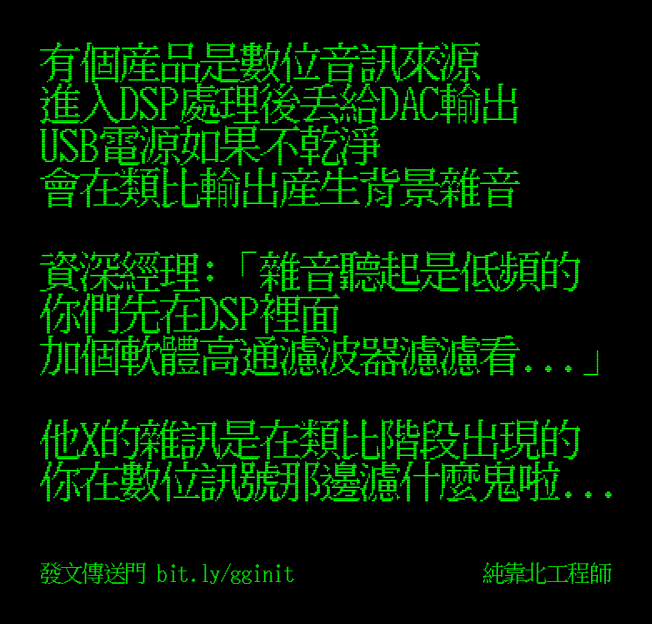 有個産品是數位音訊來源
進入DSP處理後丢給DAC輸出
USB電源如果不乾淨
會在類比輸出産生背景雜音
資深經理:「雜音聽起是低頻的
你們先在DSP裡面
加個軟體高通濾波器濾濾看...」
他X的雜訊是在類比階段出現的
你在數位訊號那邊濾什麼鬼啦...
發文傳送門 bit.ly/gginit
純靠北工程師